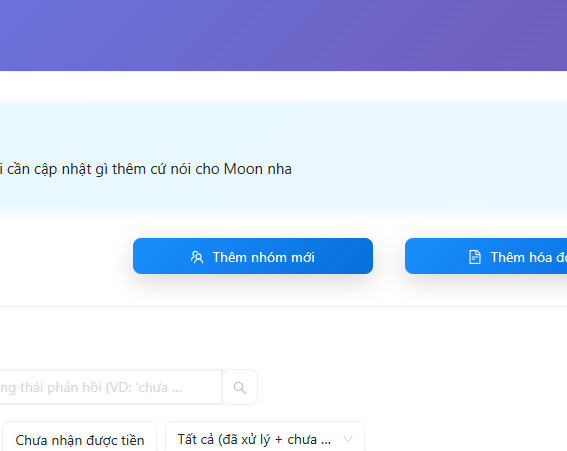 i cần cập nhật gì thêm cứ nói cho Moon nha
Thêm nhóm mới
Thêm hóa đơ
ng thái phản hồi (VD: 'chưa ...
Chưa nhận được tiền
Tất cả (đã xử lý + chưa ...